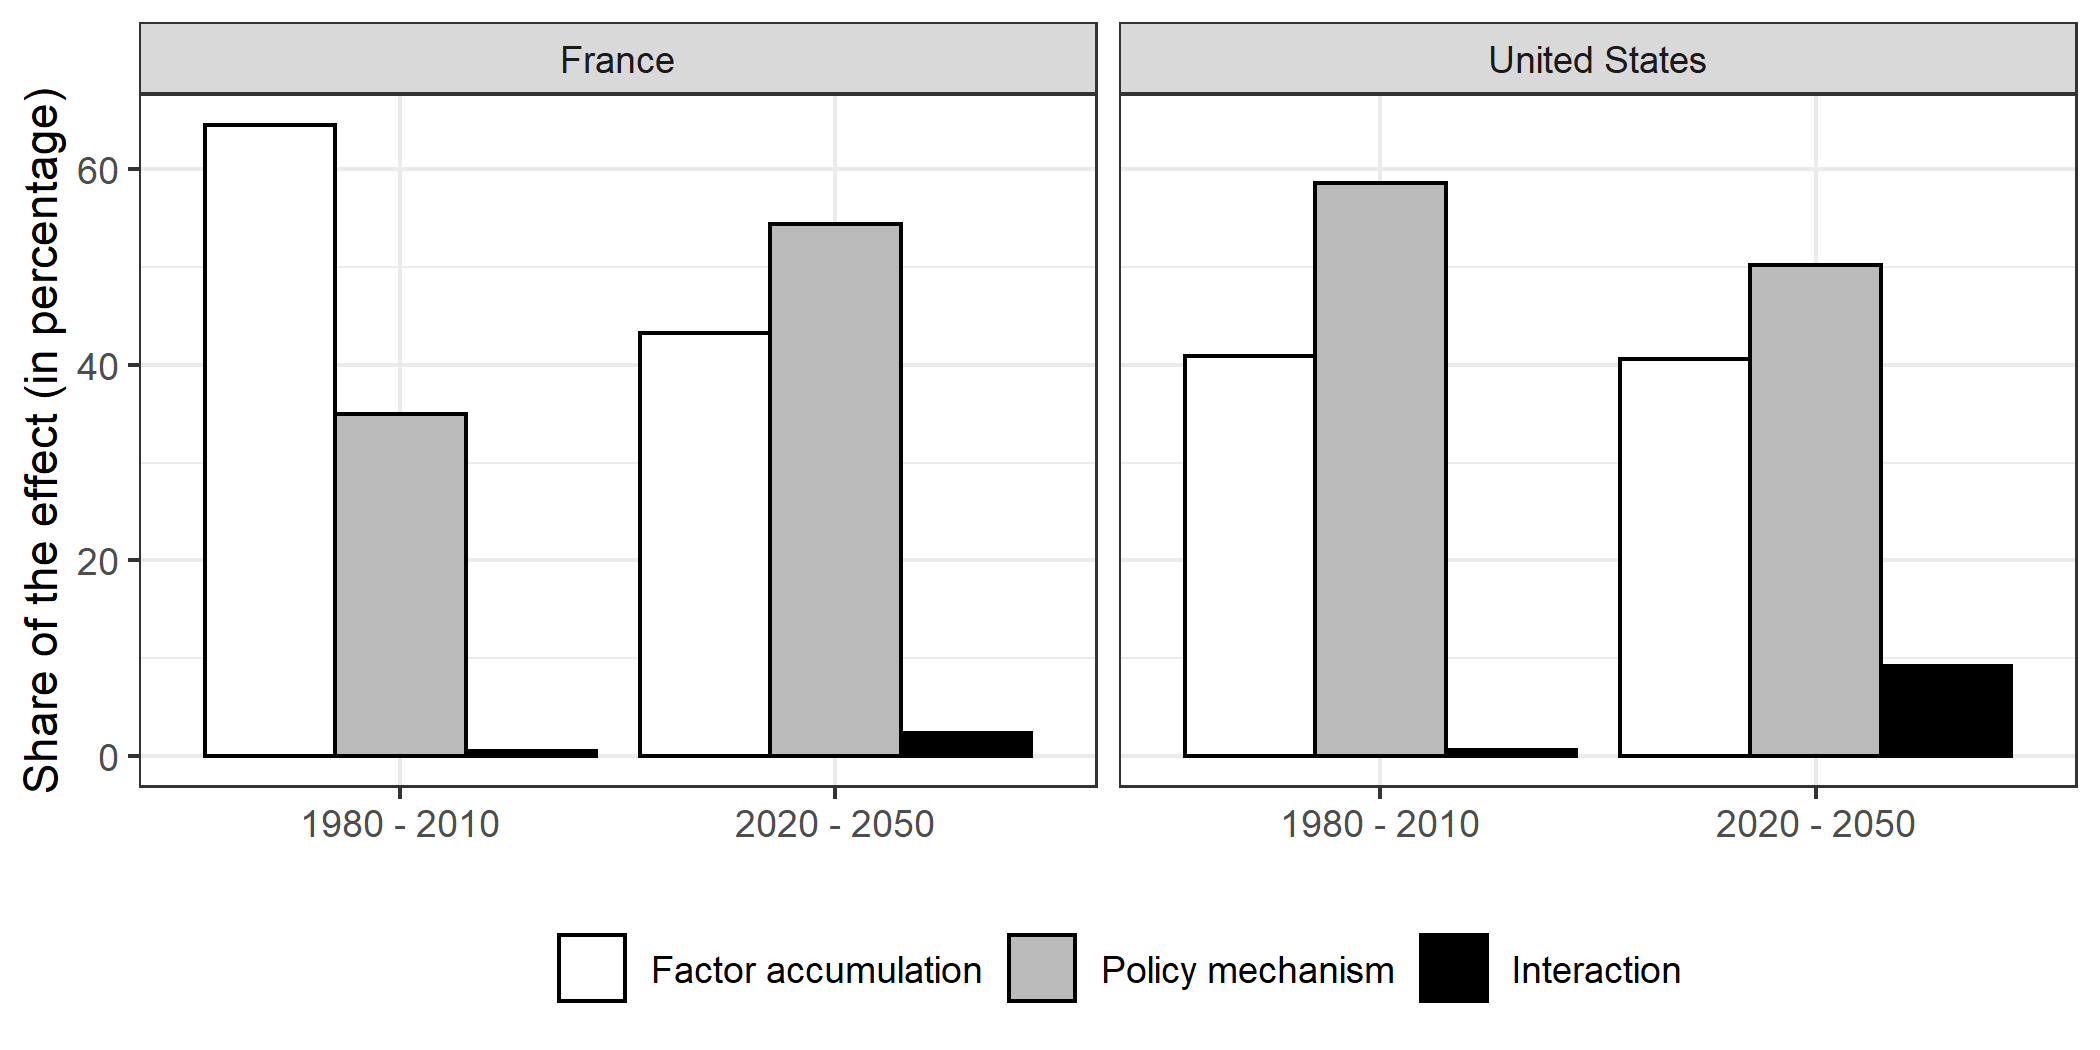 France
United States
Share of the effect (in percentage)
60
40
20
0
1980 - 2010
2020 - 2050
1980 - 2010
2020 - 2050
Factor accumulation
Policy mechanism
Interaction